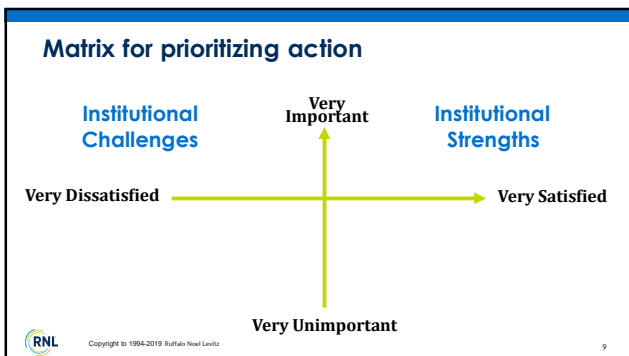 Matrix for prioritizing action
Institutional
Challenges
Very
Important
Institutional
Strengths
Very Dissatisfied
Very Satisfied
Very Unimportant
RNL
Copyright to 1994-2019 Ruffalo Noel Levitz
9